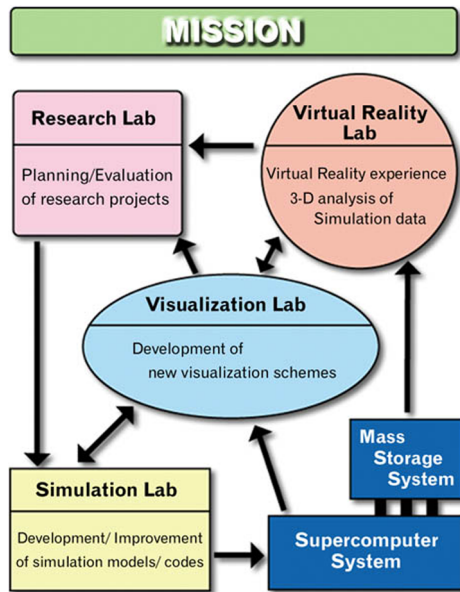 MISSION
Research Lab
Planning/Evaluation
of research projects
Virtual Reality
Lab
Virtual Reality experience
3-D analysis of
Simulation data
Visualization Lab
Development of
new visualization schemes
Mass
Storage
System
Simulation Lab
Development/ Improvement
of simulation models/ codes
Supercomputer
System